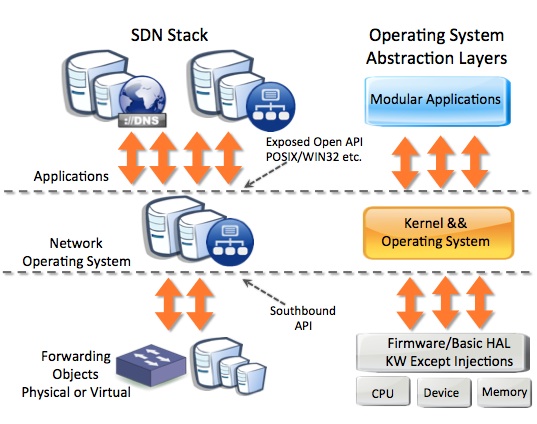 SDN Stack
Operating System
Abstraction Layers
://DNS
Modular Applications
Exposed Open API
POSIX/WIN32 etc.
Applications
Network
Operating System
Kernel &&
Operating System
Southbound
API
Forwarding
Objects
Physical or Virtual
Firmware/Basic HAL
KW Except Injections
CPU
Device
Memory